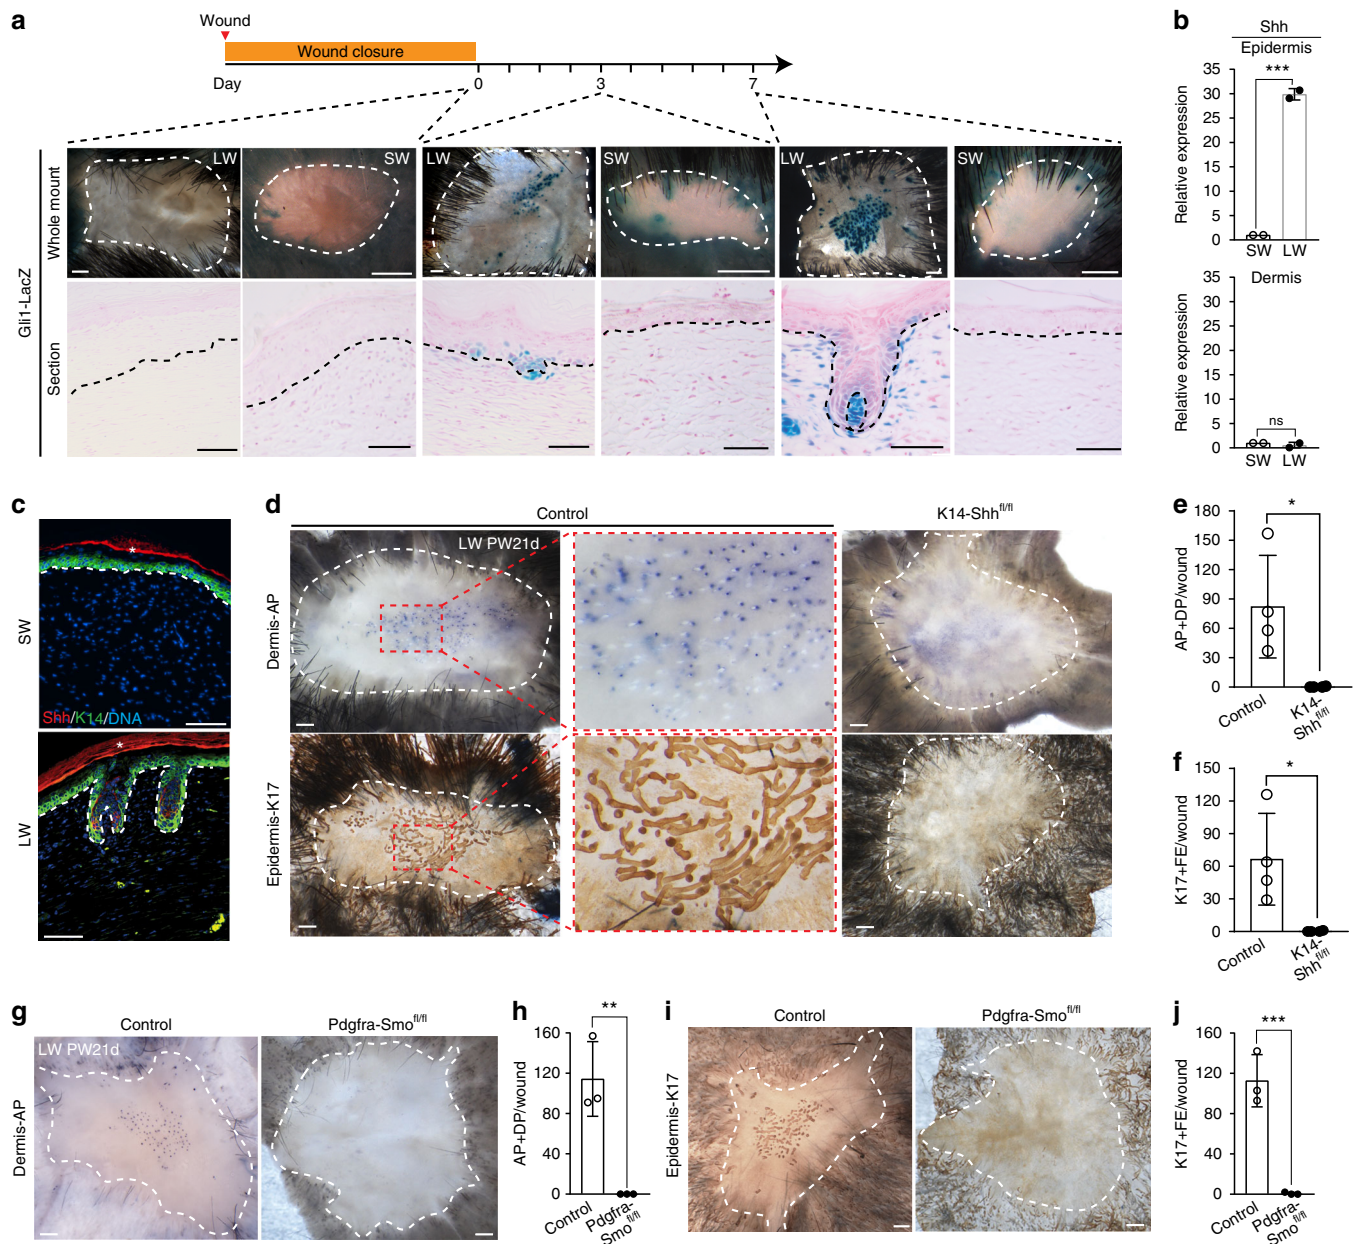 a
Wound
Wound closure
Day
0
3
7
Gli1-LacZ
Whole mount
Section
LW
SW
LW
SW
LW
SW
b
Shh
Epidermis
***
Relative expression
35
30
25
20
15
10
5
0
SW LW
Dermis
ns
Relative expression
35
30
25
20
15
10
5
0
SW LW
c
SW
Shh/K14/DNA
*
LW
*
*
d
Control
K14-Shh^fl/fl
LW PW21d
Dermis-AP
Epidermis-K17
e
*
AP+DP/wound
180
150
120
90
60
30
0
Control
K14-
Shh^fl/fl
f
*
K17+FE/wound
150
120
90
60
30
0
Control
K14-
Shh^fl/fl
g
Control
Pdgfra-Smo^fl/fl
LW PW21d
Dermis-AP
h
**
AP+DP/wound
160
120
80
40
0
Control
Pdgfra-
Smo^fl/fl
i
Control
Pdgfra-Smo^fl/fl
Epidermis-K17
j
***
K17+FE/wound
160
120
80
40
0
Control
Pdgfra-
Smo^fl/fl